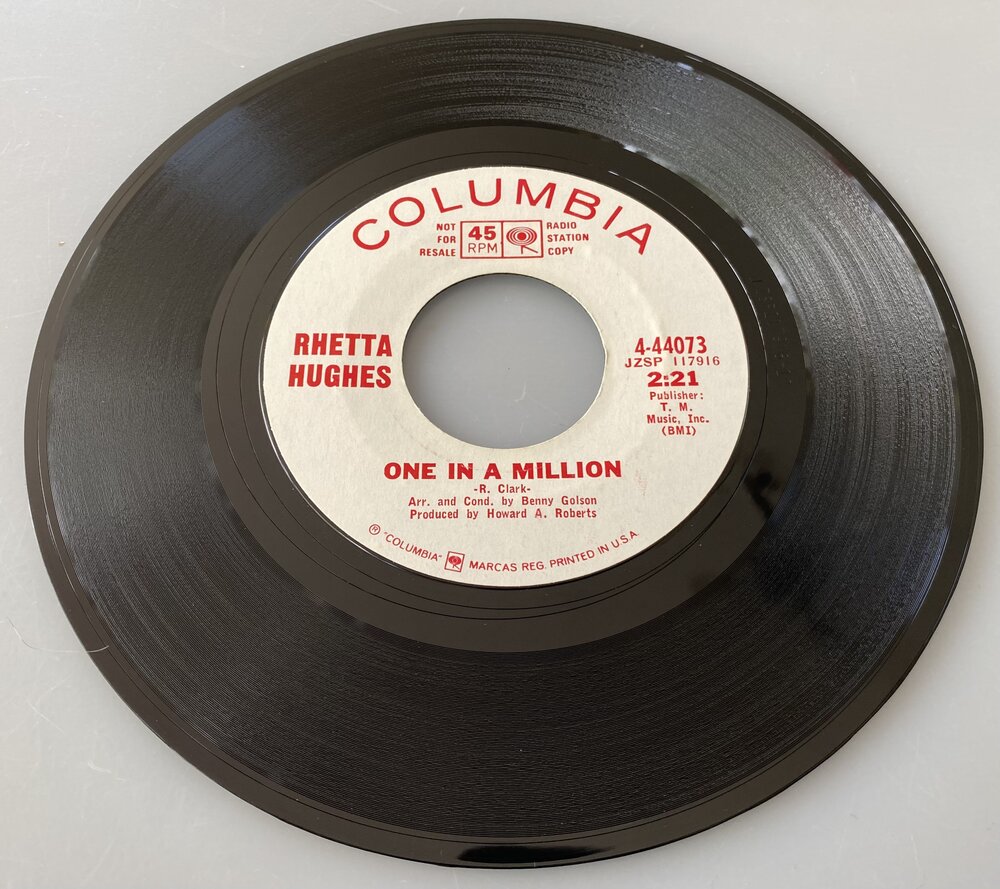 COLUMBIA
NOT
FOR
RESALE
45
RPM
RADIO
STATION
COPY
RHETTA
HUGHES
4-44073
JZSP 117916
2:21
Publisher:
T. M.
Music, Inc.
(BMI)
ONE IN A MILLION
-R. Clark-
Arr. and Cond. by Benny Golson
Produced by Howard A. Roberts
® "COLUMBIA" MARCAS REG. PRINTED IN U.S.A.